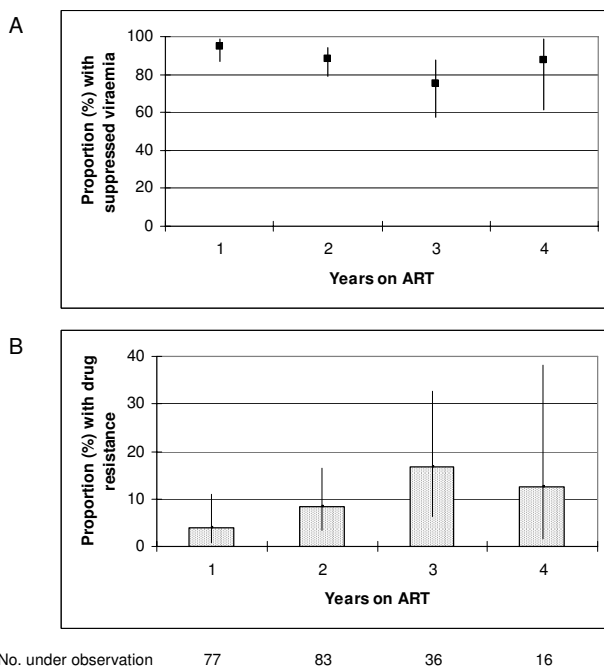 A
Proportion (%) with
suppressed viraemia
100
80
60
40
20
0
1 2 3 4
Years on ART
B
Proportion (%) with drug
resistance
40
30
20
10
0
1 2 3 4
Years on ART
No. under observation 77 83 36 16